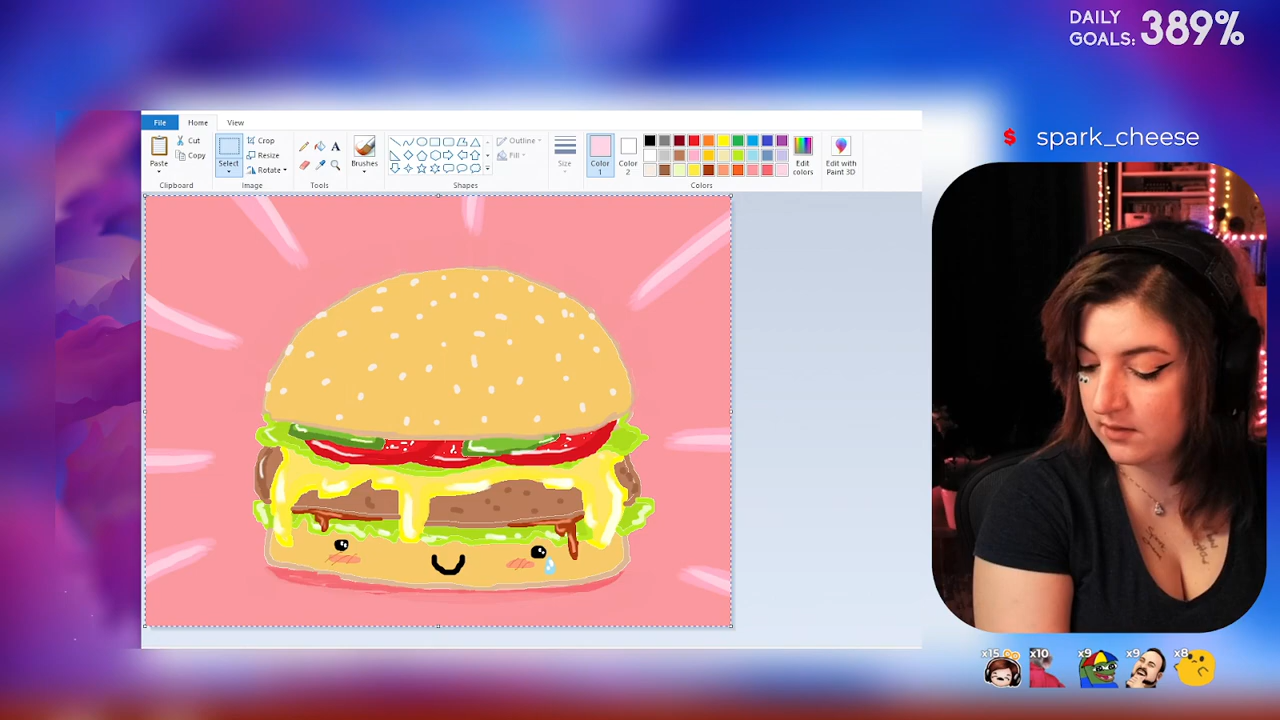 DAILY
GOALS: 389%
$ spark_cheese
File Home View
Paste
Cut
Copy
Clipboard
Select
Crop
Resize
Rotate
Image
A
Tools
Brushes
Outline
Fill
Shapes
Size
Color
1
Color
2
Edit
colors
Edit with
Paint 3D
Colors
x15 x10 x9 x9 x8